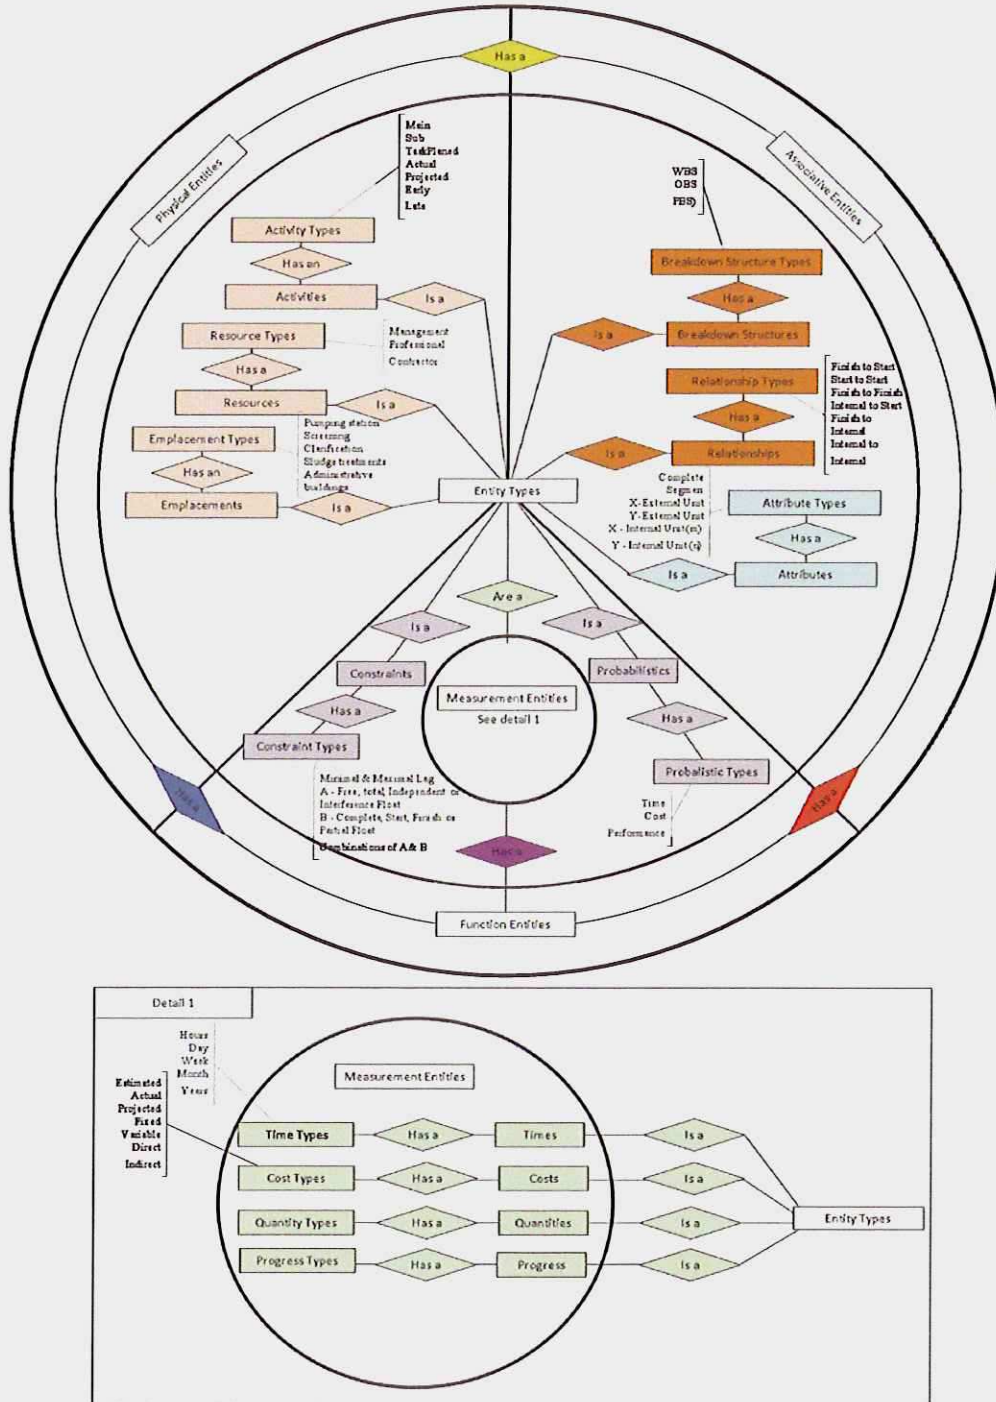 Has a
Physical Entities
Associative Entities
Main
Sub
TaskPlaned
Actual
Projected
Early
Late
Activity Types
Has an
Activities
Is a
Resource Types
Management
Professional
Contractor
Has a
Resources
Is a
Emplacement Types
Pumping station
Screening
Clarification
Sludge treatments
Administrative
buildings
Has an
Emplacements
Is a
WBS
OBS
PBS)
Breakdown Structure Types
Has a
Breakdown Structures
Is a
Relationship Types
Finish to Start
Start to Start
Finish to Finish
Internal to Start
Finish to
Internal
Internal to
Internal
Has a
Relationships
Is a
Entity Types
Complete
Segmen
X-External Unit
Y-External Unit
X - Internal Unit(m)
Y - Internal Unit(q)
Attribute Types
Has a
Attributes
Is a
Are a
Is a
Is a
Constraints
Has a
Constraint Types
Measurement Entities
See detail 1
Probabilistics
Has a
Probalistic Types
Minimal & Maximal Lag
A - Free, total, Independent or
Interference Float
B - Complete, Start, Finish or
Partial Float
Combinations of A & B
Time
Cost
Performance
Has a
Has a
Has a
Function Entities
Detail 1
Hours
Day
Week
Month
Years
Estimated
Actual
Projected
Fixed
Variable
Direct
Indirect
Measurement Entities
Time Types
Has a
Times
Is a
Cost Types
Has a
Costs
Is a
Quantity Types
Has a
Quantities
Is a
Entity Types
Progress Types
Has a
Progress
Is a